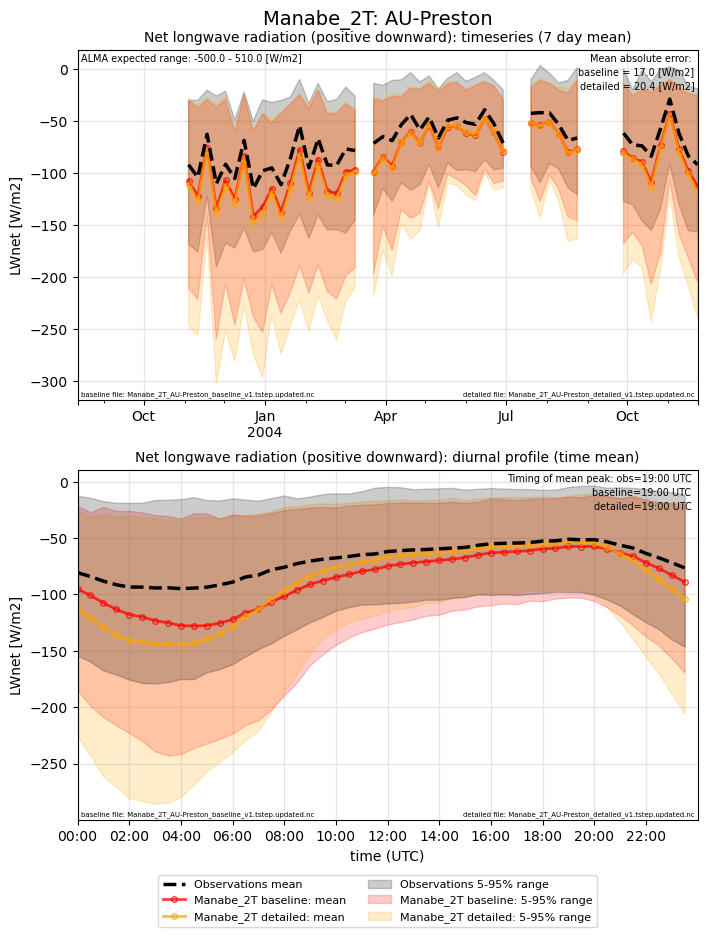 Manabe_2T: AU-Preston
Net longwave radiation (positive downward): timeseries (7 day mean)
ALMA expected range: -500.0 - 510.0 [W/m2]
Mean absolute error:
baseline = 17.0 [W/m2]
detailed = 20.4 [W/m2]
0
−50
−100
−150
−200
−250
−300
LWnet [W/m2]
baseline file: Manabe_2T_AU-Preston_baseline_v1.tstep.updated.nc
detailed file: Manabe_2T_AU-Preston_detailed_v1.tstep.updated.nc
Oct Jan Apr Jul Oct
2004
Net longwave radiation (positive downward): diurnal profile (time mean)
Timing of mean peak: obs=19:00 UTC
baseline=19:00 UTC
detailed=19:00 UTC
0
−50
−100
−150
−200
−250
LWnet [W/m2]
baseline file: Manabe_2T_AU-Preston_baseline_v1.tstep.updated.nc
detailed file: Manabe_2T_AU-Preston_detailed_v1.tstep.updated.nc
00:00 02:00 04:00 06:00 08:00 10:00 12:00 14:00 16:00 18:00 20:00 22:00
time (UTC)
Observations mean
Manabe_2T baseline: mean
Manabe_2T detailed: mean
Observations 5-95% range
Manabe_2T baseline: 5-95% range
Manabe_2T detailed: 5-95% range